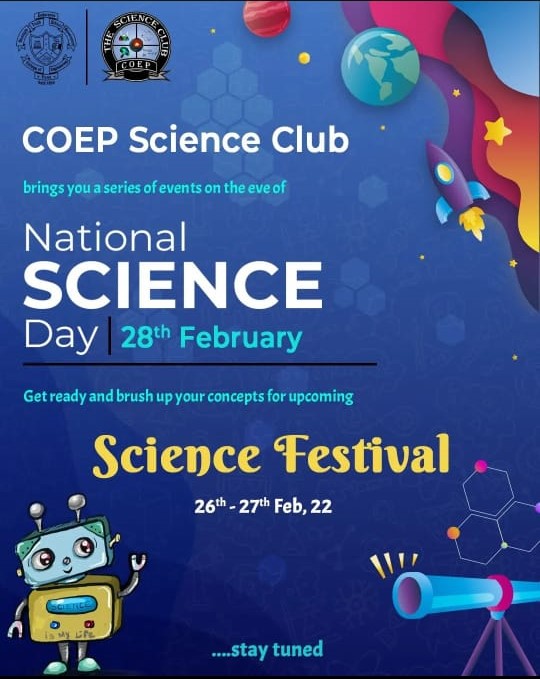 THE SCIENCE CLUB
COEP
COEP Science Club
brings you a series of events on the eve of
National
SCIENCE
Day | 28th February
Get ready and brush up your concepts for upcoming
Science Festival
26th - 27th Feb, 22
SCIENCE
is My LiFE
....stay tuned